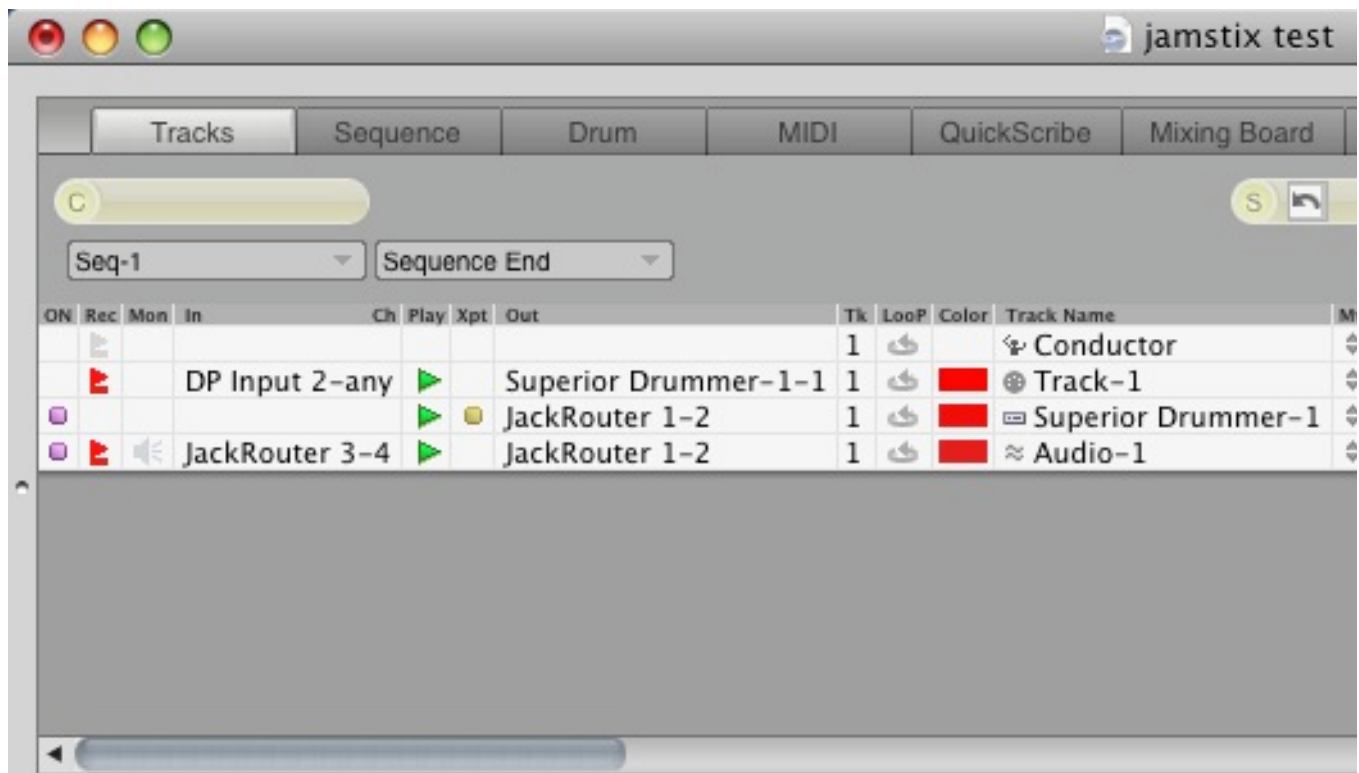 jamstix test
Tracks Sequence Drum MIDI QuickScribe Mixing Board
C S
Seq-1 Sequence End
ON Rec Mon In Ch Play Xpt Out Tk LooP Color Track Name
1 Conductor
DP Input 2-any Superior Drummer-1-1 1 Track-1
JackRouter 1-2 1 Superior Drummer-1
JackRouter 3-4 JackRouter 1-2 1 Audio-1